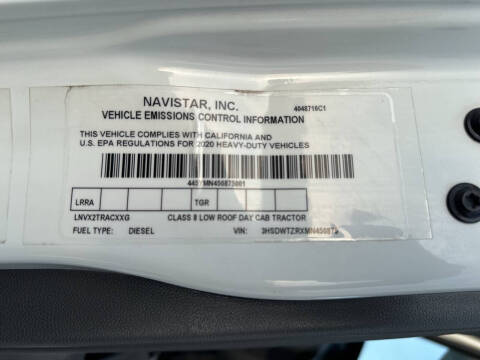 NAVISTAR, INC.
4048716C1
VEHICLE EMISSIONS CONTROL INFORMATION
THIS VEHICLE COMPLIES WITH CALIFORNIA AND
U.S. EPA REGULATIONS FOR 2020 HEAVY-DUTY VEHICLES
LRRA TGR
LNVX2TRACXXG CLASS 8 LOW ROOF DAY CAB TRACTOR
FUEL TYPE: DIESEL VIN: